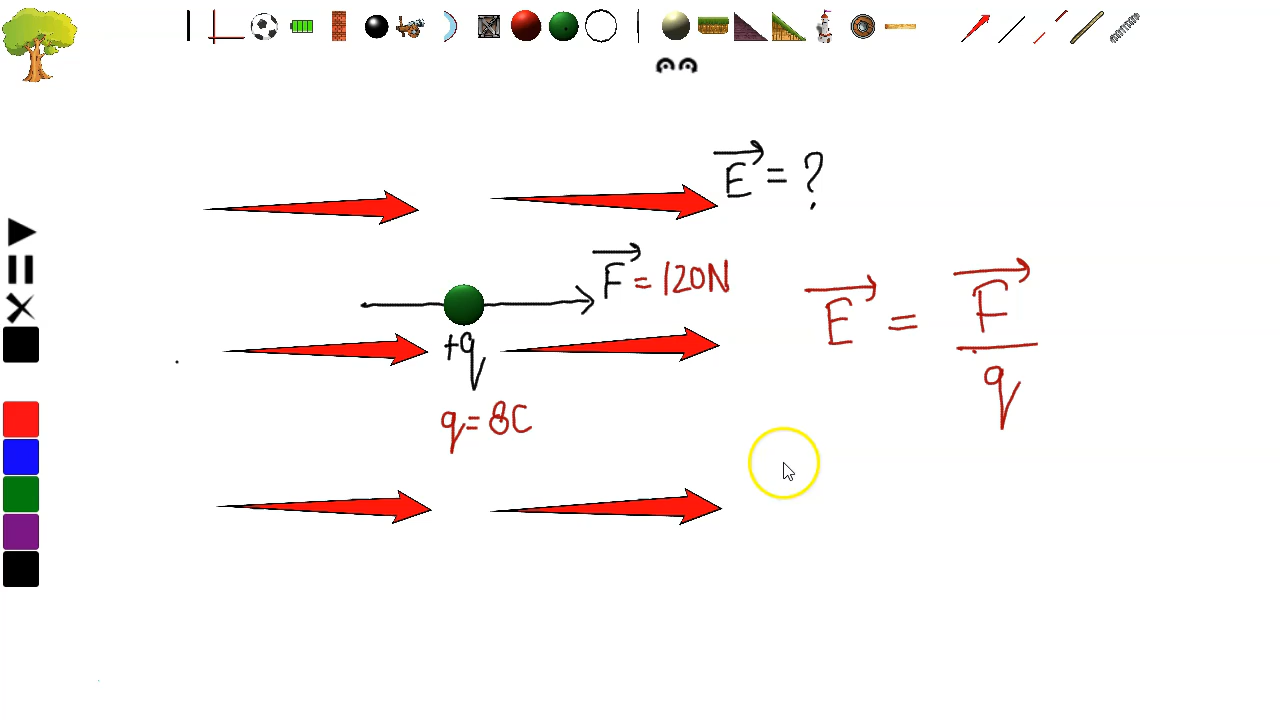 E = ?
F = 120N
+q
q = 8C
E = F
q